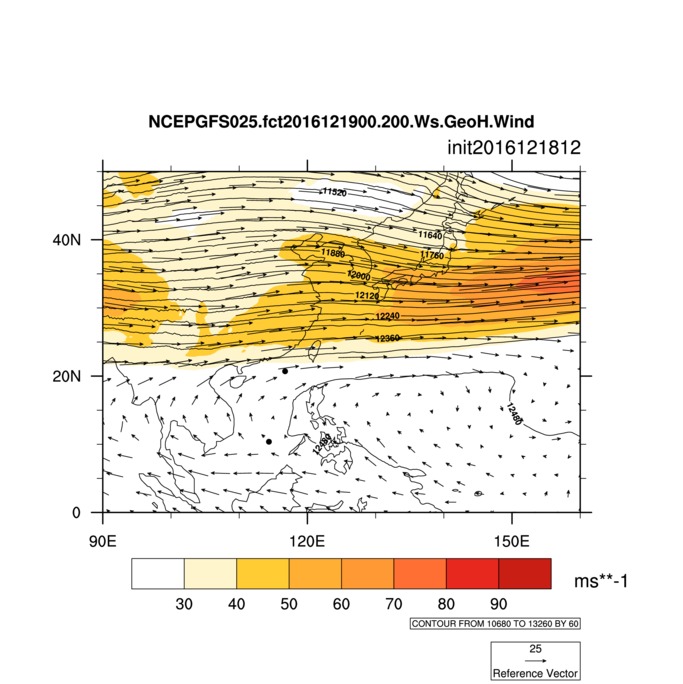 NCEPGFS025.fct2016121900.200.Ws.GeoH.Wind
init2016121812
11520
40N
11640
11880
11760
12000
12120
12240
12360
20N
12480
12480
0
90E 120E 150E
ms**-1
30 40 50 60 70 80 90
CONTOUR FROM 10680 TO 13260 BY 60
25
Reference Vector